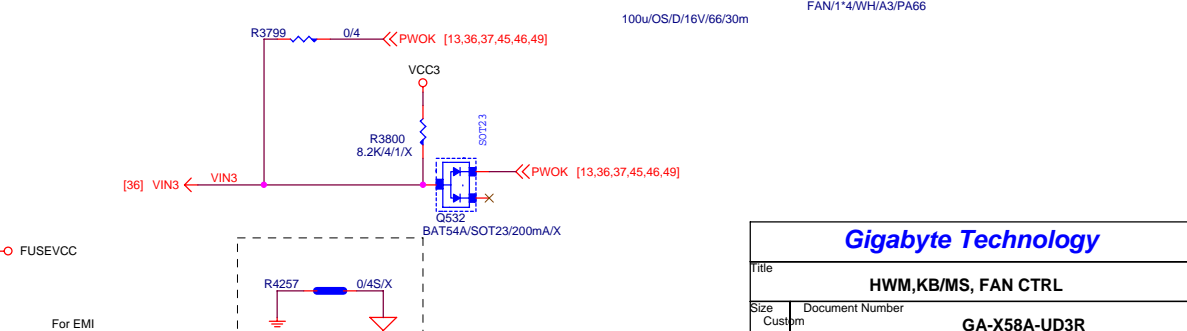 100u/OS/D/16V/66/30m
FAN/1*4/WH/A3/PA66
R3799
0/4
PWOK [13,36,37,45,46,49]
VCC3
R3800
8.2K/4/1/X
SOT23
[36] VIN3
VIN3
PWOK [13,36,37,45,46,49]
Q532
BAT54A/SOT23/200mA/X
FUSEVCC
R4257
0/4S/X
For EMI
Gigabyte Technology
Title
HWM,KB/MS, FAN CTRL
Size
Custom
Document Number
GA-X58A-UD3R